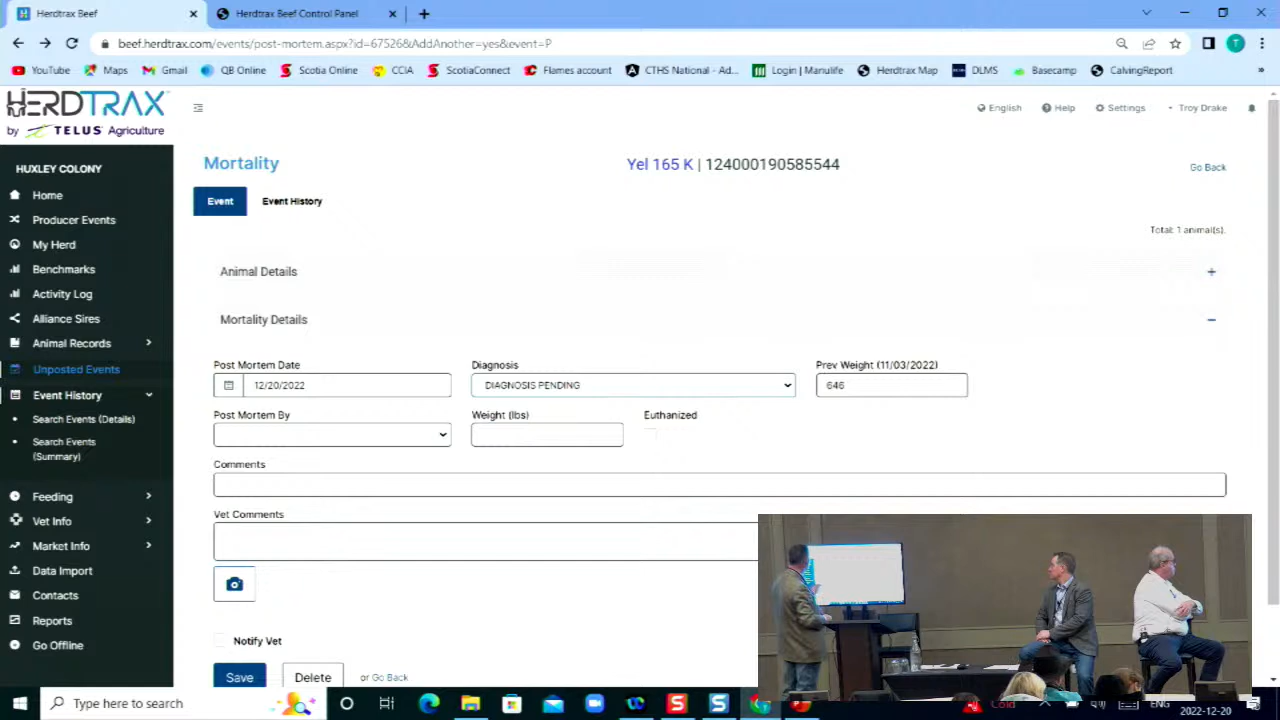 Herdtrax Beef
Herdtrax Beef Control Panel
beef.herdtrax.com/events/post-mortem.aspx?id=67526&AddAnother=yes&event=P
YouTube Maps Gmail QB Online Scotia Online CCIA ScotiaConnect Flames account CTHS National - Ad... Login | Manulife Herdtrax Map DLMS Basecamp CalvingReport »
HERDTRAX
by TELUS Agriculture
English Help Settings Troy Drake
HUXLEY COLONY
Home
Producer Events
My Herd
Benchmarks
Activity Log
Alliance Sires
Animal Records
Unposted Events
Event History
Search Events (Details)
Search Events
(Summary)
Feeding
Vet Info
Market Info
Data Import
Contacts
Reports
Go Offline
Mortality
Yel 165 K | 124000190585544
Go Back
Event Event History
Total: 1 animal(s).
Animal Details +
Mortality Details −
Post Mortem Date Diagnosis Prev Weight (11/03/2022)
12/20/2022 DIAGNOSIS PENDING 646
Post Mortem By Weight (lbs) Euthanized
Comments
Vet Comments
Notify Vet
Save Delete or Go Back
Type here to search
Cold
ENG
2022-12-20